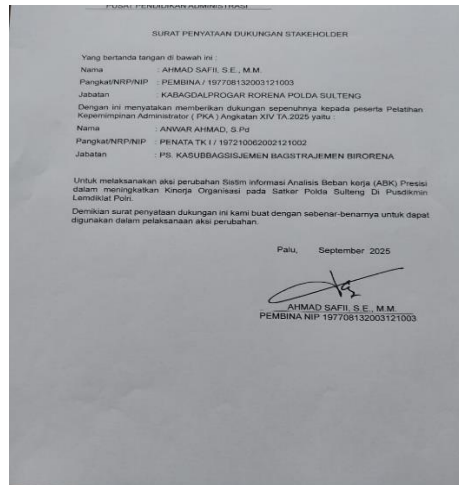 PUSAT PENDIDIKAN ADMINISTRASI
SURAT PENYATAAN DUKUNGAN STAKEHOLDER
Yang bertanda tangan di bawah ini :
Nama : AHMAD SAFII, S.E., M.M.
Pangkat/NRP/NIP : PEMBINA / 197708132003121003
Jabatan : KABAGDALPROGAR RORENA POLDA SULTENG
Dengan ini menyatakan memberikan dukungan sepenuhnya kepada peserta Pelatihan
Kepemimpinan Administrator ( PKA ) Angkatan XIV TA.2025 yaitu :
Nama : ANWAR AHMAD, S.Pd
Pangkat/NRP/NIP : PENATA TK I / 197210062002121002
Jabatan : PS. KASUBBAGSISJEMEN BAGSTRAJEMEN BIRORENA
Untuk melaksanakan aksi perubahan Sistim informasi Analisis Beban kerja (ABK) Presisi
dalam meningkatkan Kinerja Organisasi pada Satker Polda Sulteng Di Pusdikmin
Lemdiklat Polri.
Demikian surat penyataan dukungan ini kami buat dengan sebenar-benarnya untuk dapat
digunakan dalam pelaksanaan aksi perubahan.
Palu, September 2025
AHMAD SAFII, S.E., M.M.
PEMBINA NIP 197708132003121003